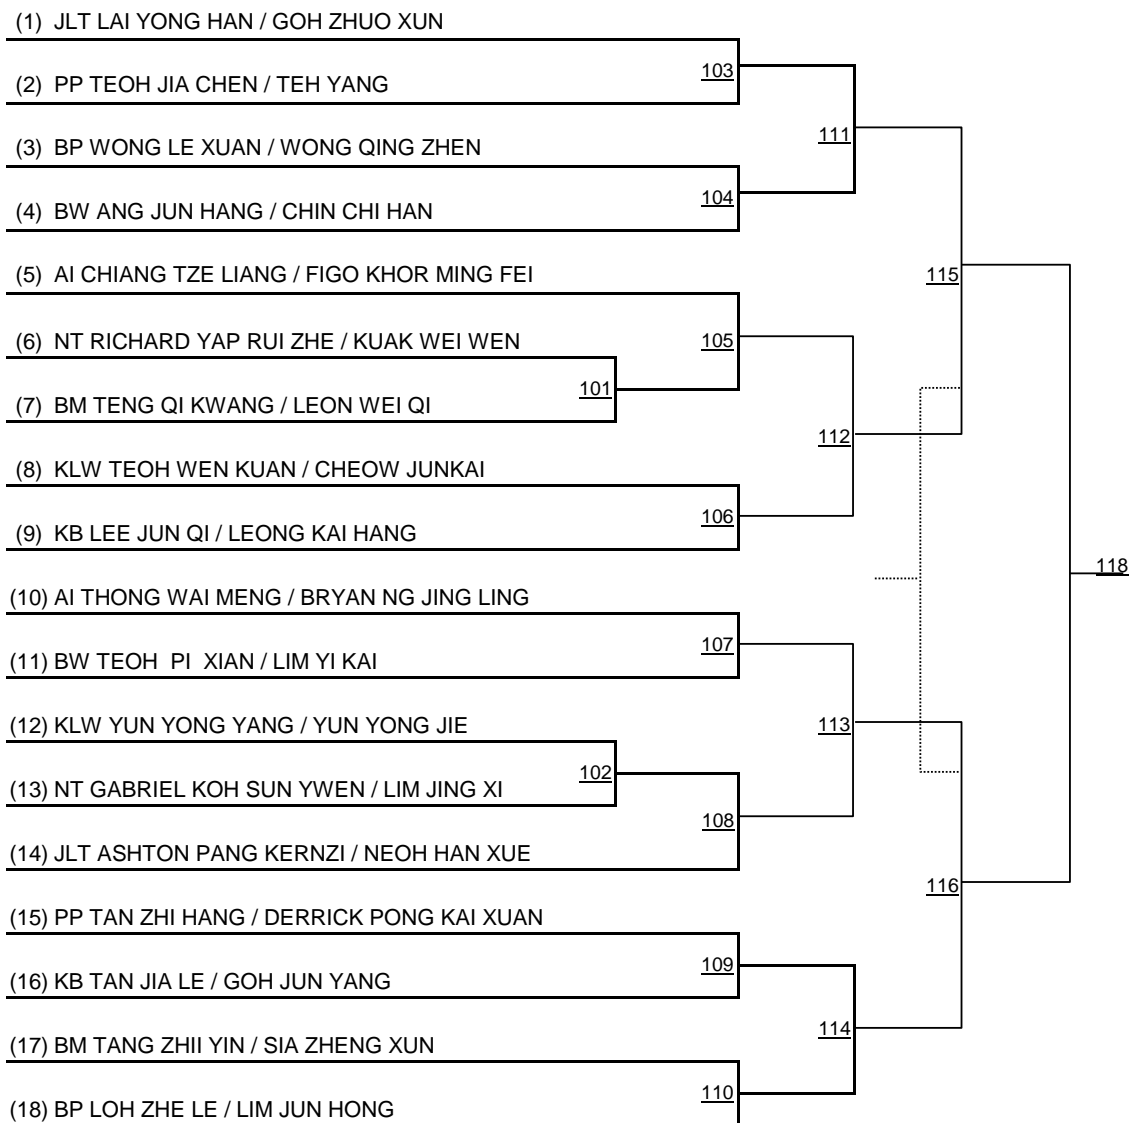 (1) JLT LAI YONG HAN / GOH ZHUO XUN
103
(2) PP TEOH JIA CHEN / TEH YANG
111
(3) BP WONG LE XUAN / WONG QING ZHEN
104
(4) BW ANG JUN HANG / CHIN CHI HAN
(5) AI CHIANG TZE LIANG / FIGO KHOR MING FEI
115
(6) NT RICHARD YAP RUI ZHE / KUAK WEI WEN
105
101
(7) BM TENG QI KWANG / LEON WEI QI
112
(8) KLW TEOH WEN KUAN / CHEOW JUNKAI
106
(9) KB LEE JUN QI / LEONG KAI HANG
118
(10) AI THONG WAI MENG / BRYAN NG JING LING
107
(11) BW TEOH PI XIAN / LIM YI KAI
(12) KLW YUN YONG YANG / YUN YONG JIE
113
102
(13) NT GABRIEL KOH SUN YWEN / LIM JING XI
108
(14) JLT ASHTON PANG KERNZI / NEOH HAN XUE
116
(15) PP TAN ZHI HANG / DERRICK PONG KAI XUAN
109
(16) KB TAN JIA LE / GOH JUN YANG
114
(17) BM TANG ZHII YIN / SIA ZHENG XUN
110
(18) BP LOH ZHE LE / LIM JUN HONG